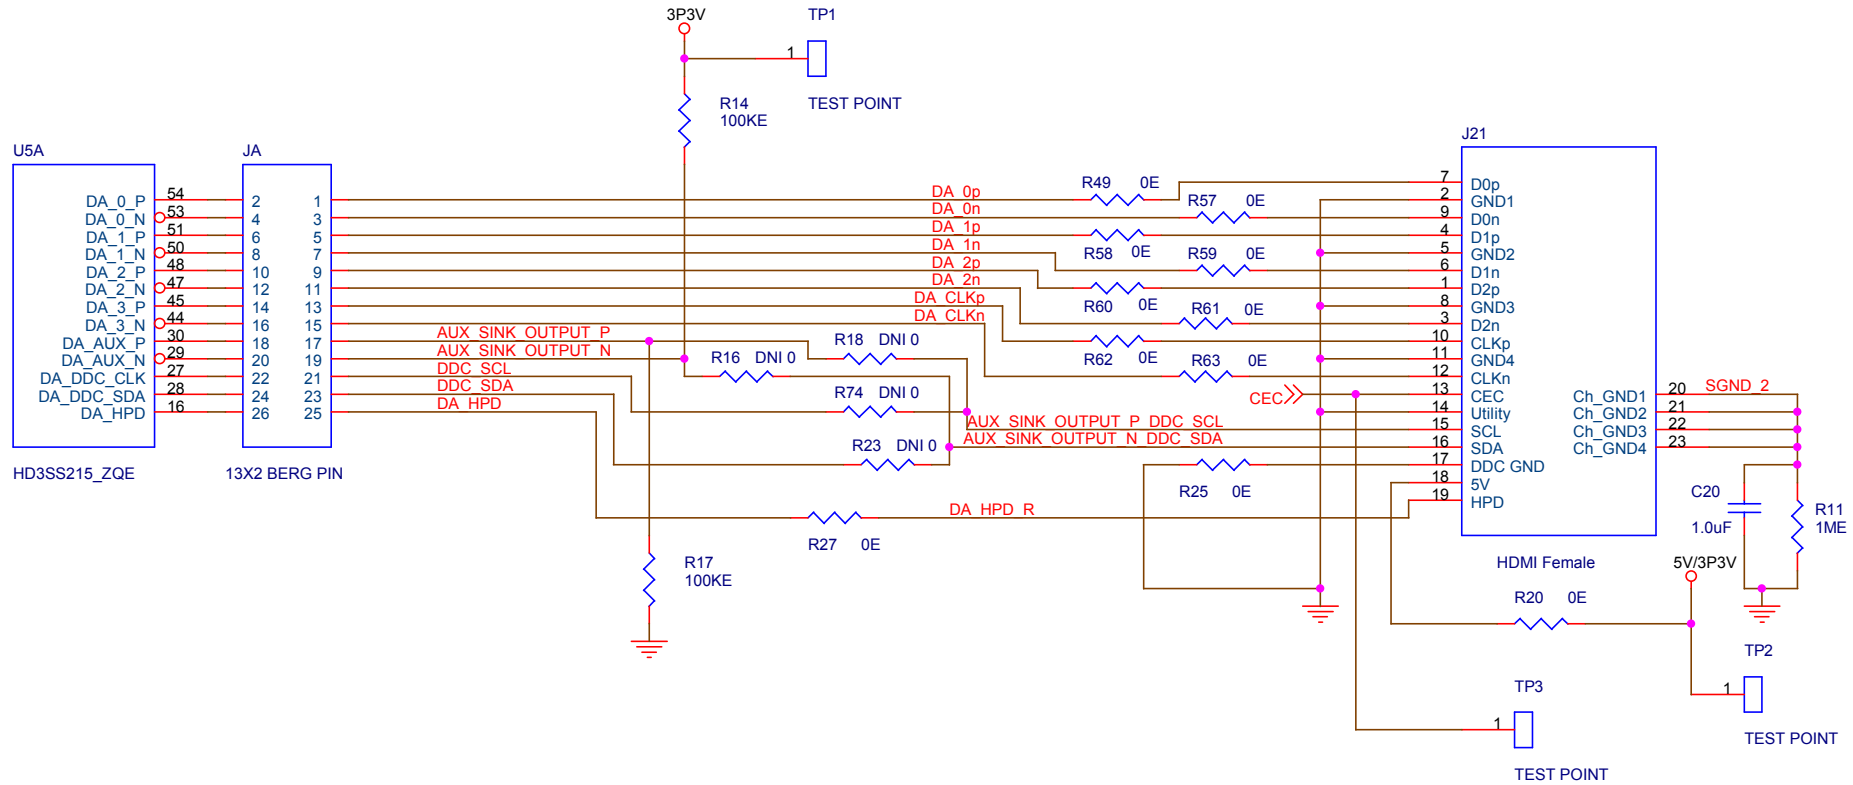 3P3V
TP1
1
TEST POINT
R14
100KE
U5A
JA
J21
DA_0_P 54 2 1 DA_0p R49 0E 7 D0p
DA_0_N 53 4 3 DA_0n R57 0E 2 GND1
DA_1_P 51 6 5 DA_1p 9 D0n
DA_1_N 50 8 7 DA_1n R58 0E 4 D1p
DA_2_P 48 10 9 DA_2p R59 0E 5 GND2
DA_2_N 47 12 11 DA_2n 6 D1n
DA_3_P 45 14 13 DA_CLKp R60 0E 1 D2p
DA_3_N 44 16 15 DA_CLKn R61 0E 8 GND3
DA_AUX_P 30 18 17 AUX_SINK_OUTPUT_P R18 DNI 0 3 D2n
DA_AUX_N 29 20 19 AUX_SINK_OUTPUT_N R16 DNI 0 R62 0E 10 CLKp
DA_DDC_CLK 27 22 21 DDC_SCL R63 0E 11 GND4
DA_DDC_SDA 28 24 23 DDC_SDA R74 DNI 0 12 CLKn
DA_HPD 16 26 25 DA_HPD CEC 13 CEC Ch_GND1 20 SGND_2
14 Utility Ch_GND2 21
AUX_SINK_OUTPUT_P_DDC_SCL 15 SCL Ch_GND3 22
R23 DNI 0 AUX_SINK_OUTPUT_N_DDC_SDA 16 SDA Ch_GND4 23
17 DDC GND
HD3SS215_ZQE
13X2 BERG PIN
R25 0E 18 5V
DA_HPD_R 19 HPD
C20
1.0uF
R11
1ME
R27 0E
R17
100KE
HDMI Female
5V/3P3V
R20 0E
TP2
1
TEST POINT
TP3
1
TEST POINT